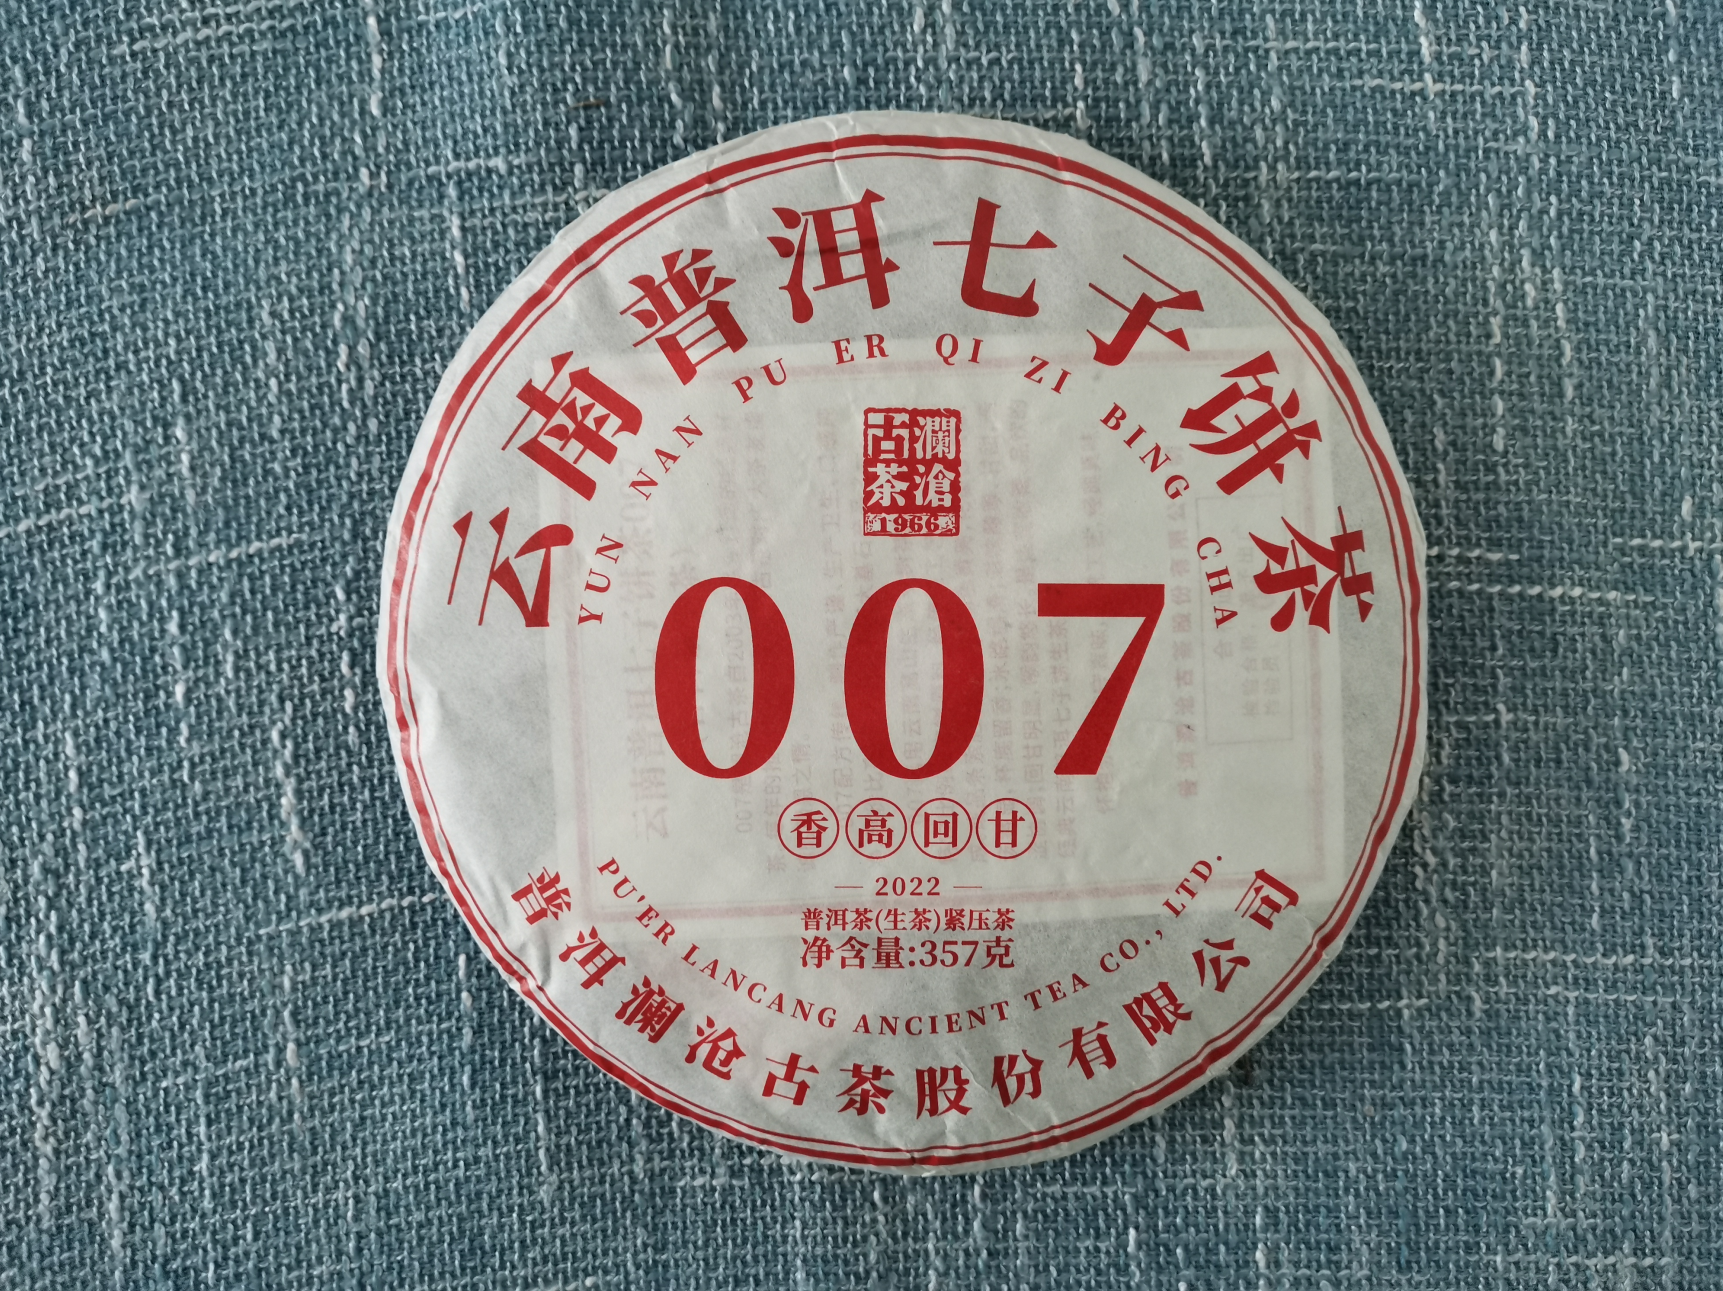 云南普洱七子饼茶
YUN NAN PU ER QI ZI BING CHA
古瀾
茶滄
1966
007
香高回甘
2022
普洱茶(生茶)紧压茶
净含量:357克
PU'ER LANCANG ANCIENT TEA CO., LTD.
普洱澜沧古茶股份有限公司